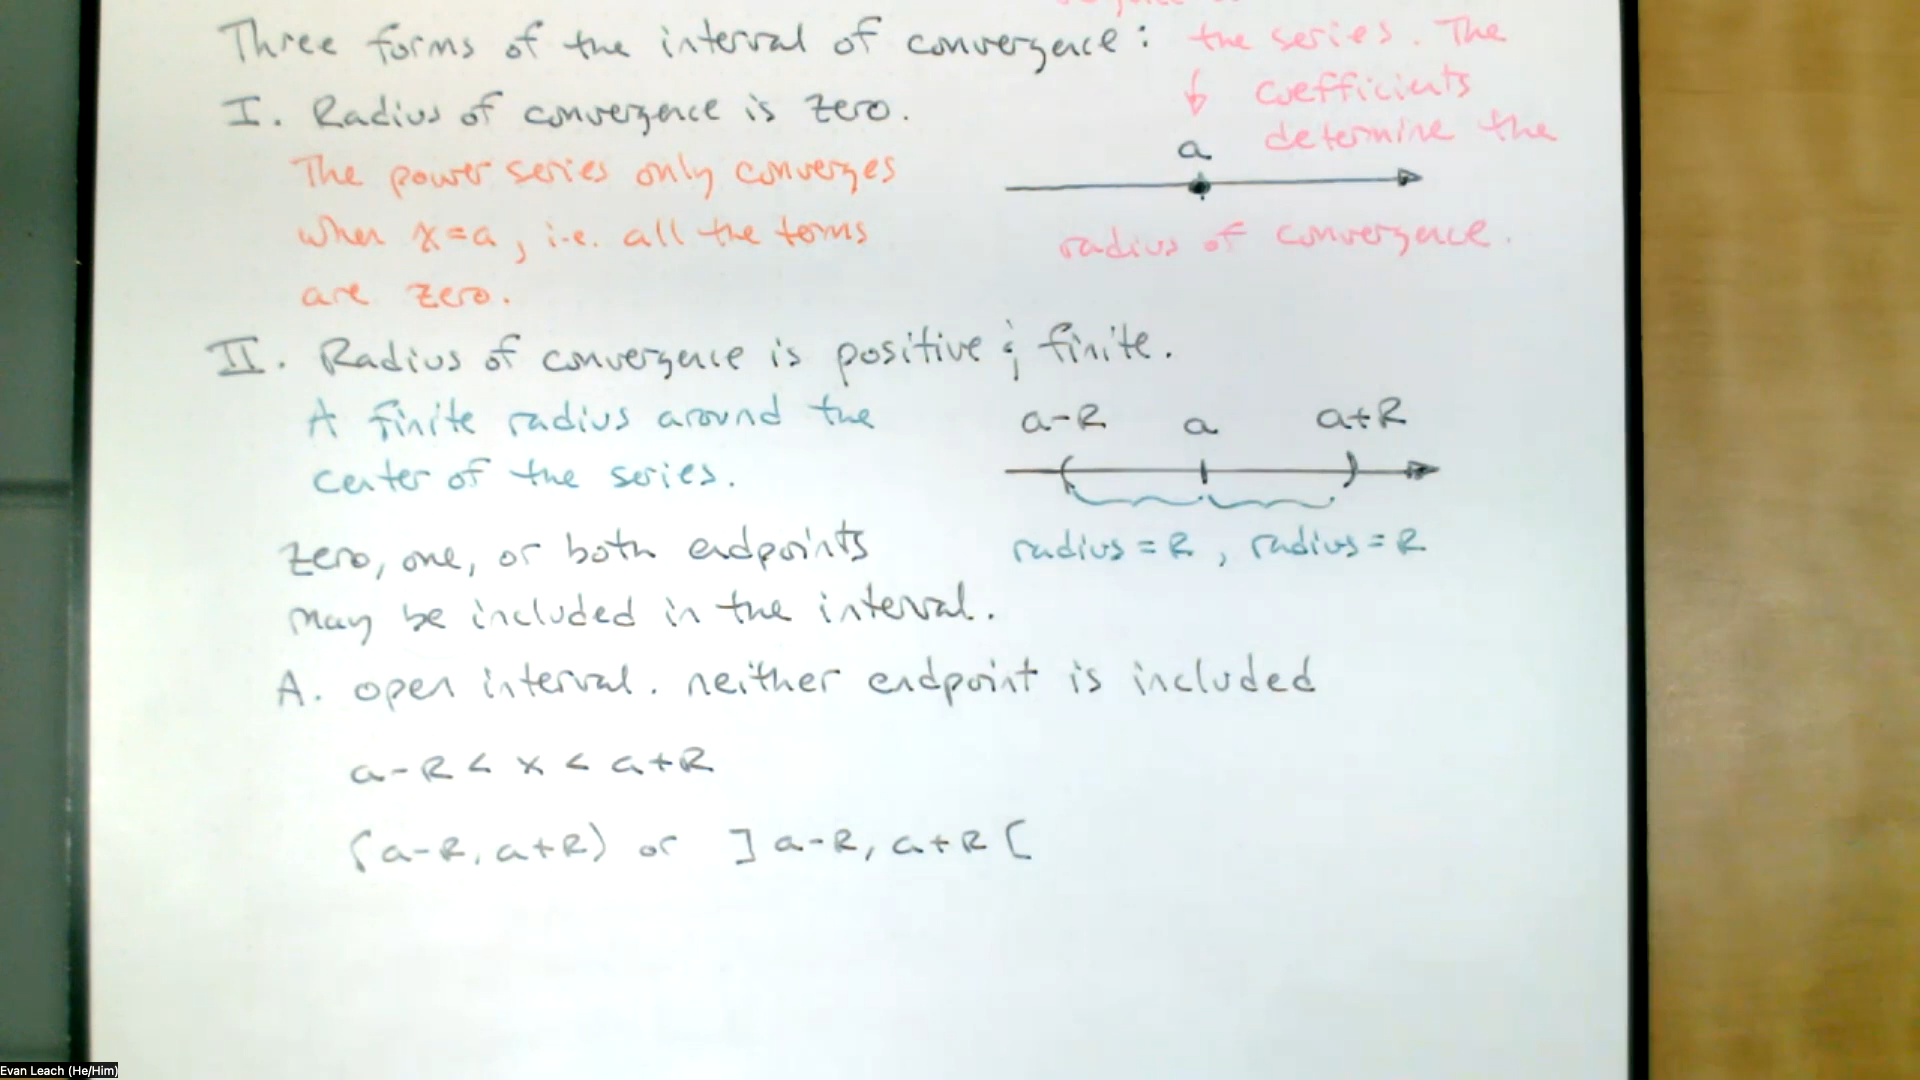 Three forms of the interval of convergence:
the series. The
coefficients
determine the
radius of convergence.
I. Radius of convergence is zero.
a
The power series only converges
when x=a, i.e. all the terms
are zero.
II. Radius of convergence is positive & finite.
A finite radius around the
center of the series.
a-R a a+R
radius = R, radius = R
zero, one, or both endpoints
may be included in the interval.
A. open interval. neither endpoint is included
a-R < x < a+R
(a-R, a+R) or ]a-R, a+R[
Evan Leach (He/Him)